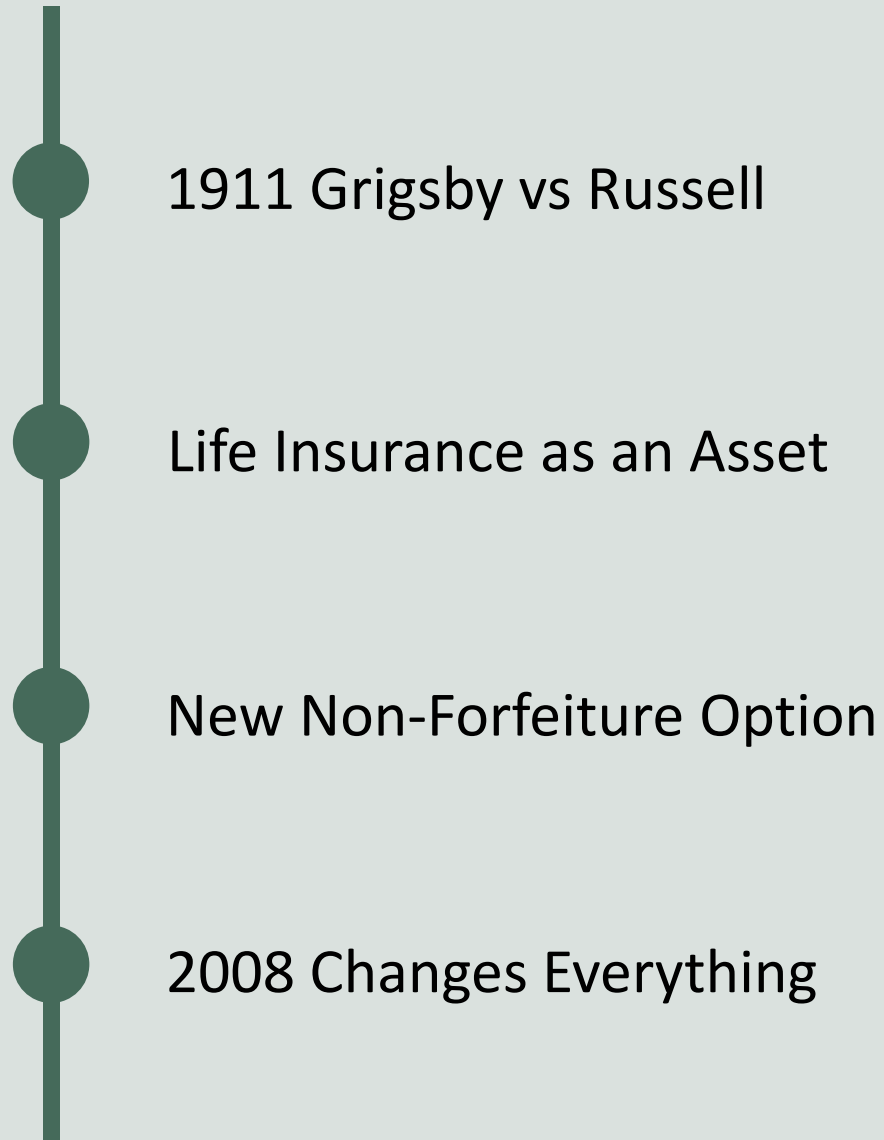 1911 Grigsby vs Russell
Life Insurance as an Asset
New Non-Forfeiture Option
2008 Changes Everything